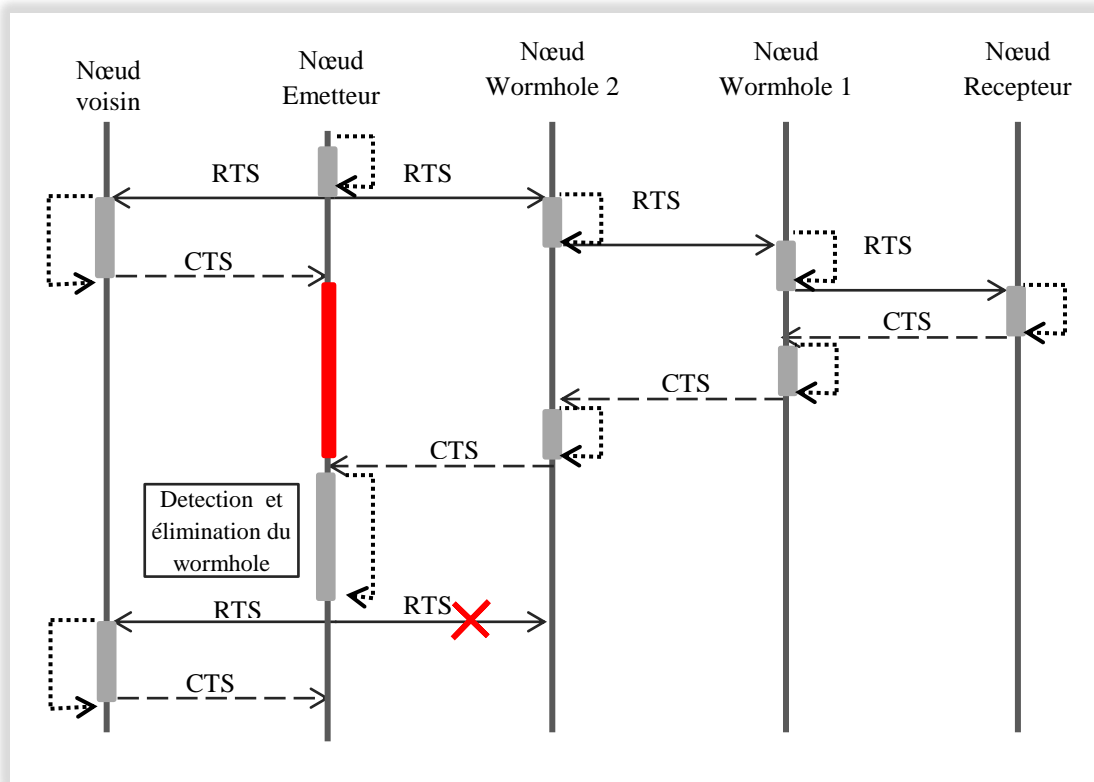 Nœud
voisin
Nœud
Emetteur
Nœud
Wormhole 2
Nœud
Wormhole 1
Nœud
Recepteur
RTS
RTS
RTS
RTS
CTS
CTS
CTS
CTS
Detection et
élimination du
wormhole
RTS
RTS
CTS